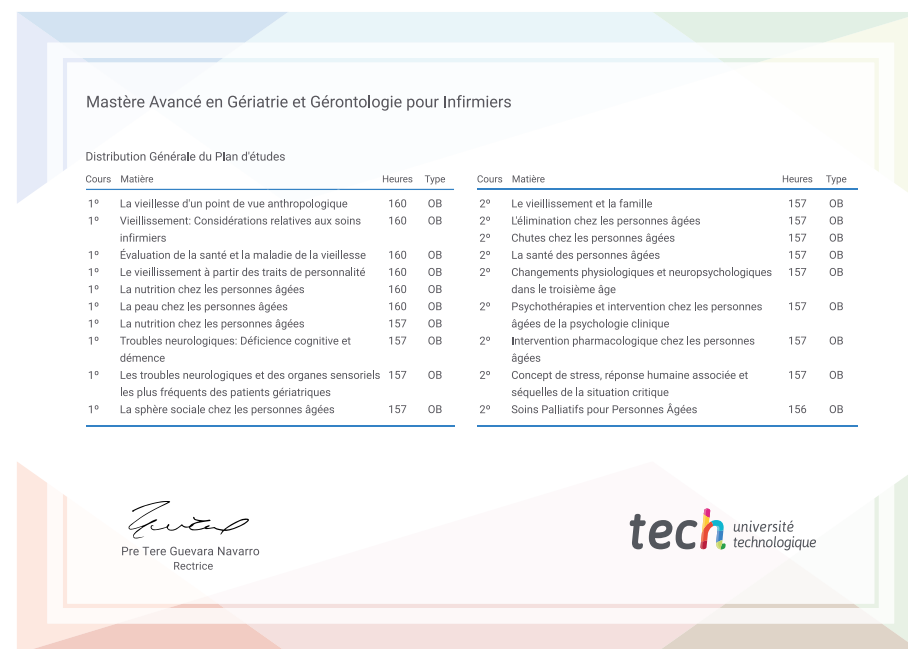 Mastère Avancé en Gériatrie et Gérontologie pour Infirmiers
Distribution Générale du Plan d'études
Cours Matière Heures Type
1º La vieillesse d'un point de vue anthropologique 160 OB
1º Vieillissement: Considérations relatives aux soins 160 OB
infirmiers
1º Évaluation de la santé et la maladie de la vieillesse 160 OB
1º Le vieillissement à partir des traits de personnalité 160 OB
1º La nutrition chez les personnes âgées 160 OB
1º La peau chez les personnes âgées 160 OB
1º La nutrition chez les personnes âgées 157 OB
1º Troubles neurologiques: Déficience cognitive et 157 OB
démence
1º Les troubles neurologiques et des organes sensoriels 157 OB
les plus fréquents des patients gériatriques
1º La sphère sociale chez les personnes âgées 157 OB
Cours Matière Heures Type
2º Le vieillissement et la famille 157 OB
2º L'élimination chez les personnes âgées 157 OB
2º Chutes chez les personnes âgées 157 OB
2º La santé des personnes âgées 157 OB
2º Changements physiologiques et neuropsychologiques 157 OB
dans le troisième âge
2º Psychothérapies et intervention chez les personnes 157 OB
âgées de la psychologie clinique
2º Intervention pharmacologique chez les personnes 157 OB
âgées
2º Concept de stress, réponse humaine associée et 157 OB
séquelles de la situation critique
2º Soins Palliatifs pour Personnes Âgées 156 OB
Pre Tere Guevara Navarro
Rectrice
tech université
technologique